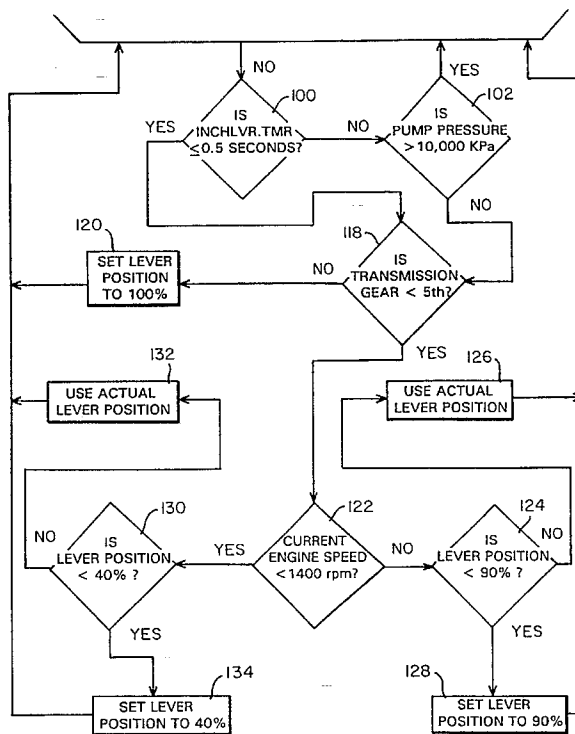 NO
YES
100
102
YES
IS
INCHLVR.TMR
≤0.5 SECONDS?
NO
IS
PUMP PRESSURE
>10,000 KPa
NO
120
118
SET LEVER
POSITION
TO 100%
NO
IS
TRANSMISSION
GEAR < 5th?
YES
132
126
USE ACTUAL
LEVER POSITION
USE ACTUAL
LEVER POSITION
130
122
124
NO
IS
LEVER POSITION
< 40% ?
YES
CURRENT
ENGINE SPEED
<1400 rpm?
NO
IS
LEVER POSITION
< 90% ?
NO
YES
YES
134
128
SET LEVER
POSITION TO 40%
SET LEVER
POSITION TO 90%